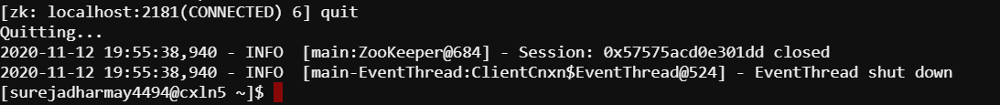 [zk: localhost:2181(CONNECTED) 6] quit
Quitting...
2020-11-12 19:55:38,940 - INFO  [main:ZooKeeper@684] - Session: 0x57575acd0e301dd closed
2020-11-12 19:55:38,940 - INFO  [main-EventThread:ClientCnxn$EventThread@524] - EventThread shut down
[surejadharmay4494@cxln5 ~]$